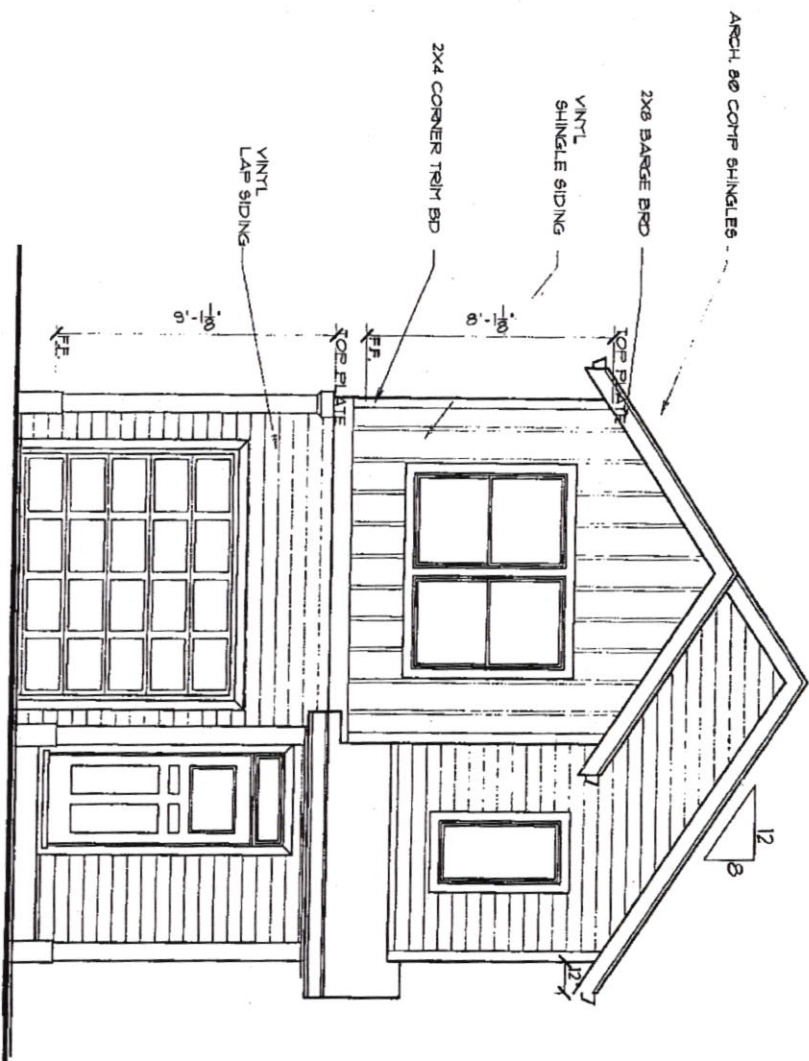 ARCH. 80 COMP SHINGLES
2X8 BARGE BRD
VINYL
SHINGLE SIDING
2X4 CORNER TRIM BD
VINYL
LAP SIDING
TOP PLATE
8'-1 1/8"
F.F.
TOP PLATE
9'-1 1/8"
F.F.
12
8
12"